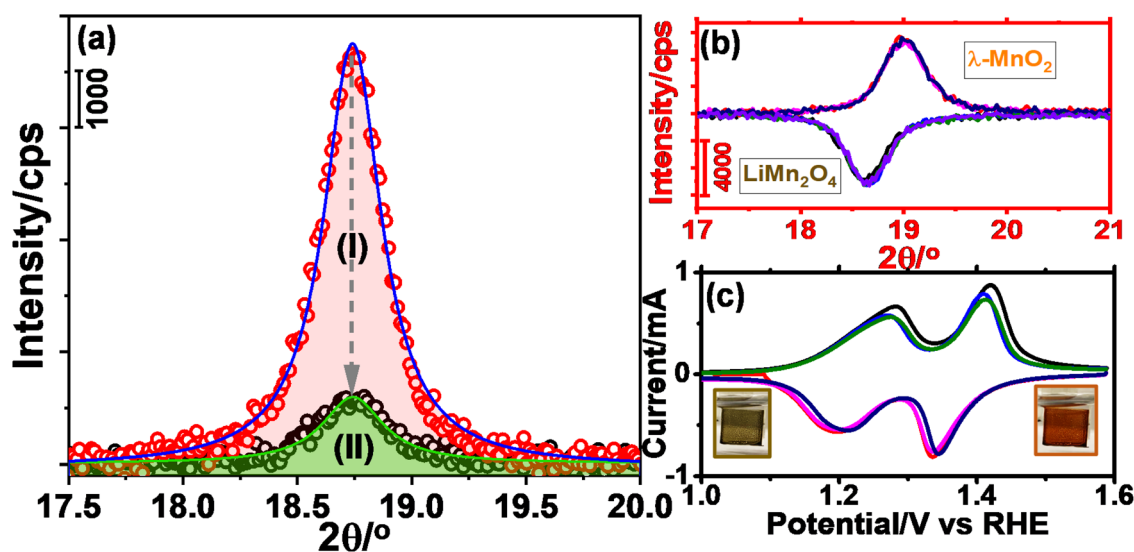 (a)
1000
(I)
(II)
Intensity/cps
17.5 18.0 18.5 19.0 19.5 20.0
2θ/°
(b)
λ-MnO2
LiMn2O4
4000
Intensity/cps
17 18 19 20 21
2θ/°
(c)
1
0
-1
Current/mA
1.0 1.2 1.4 1.6
Potential/V vs RHE